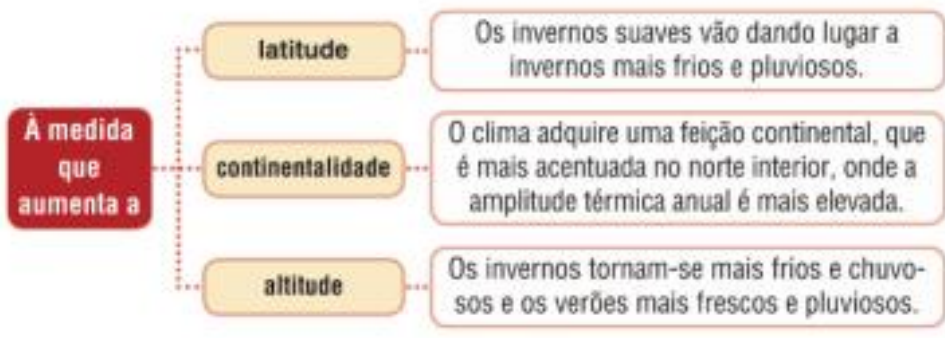 À medida
que
aumenta a
latitude
Os invernos suaves vão dando lugar a
invernos mais frios e pluviosos.
continentalidade
O clima adquire uma feição continental, que
é mais acentuada no norte interior, onde a
amplitude térmica anual é mais elevada.
altitude
Os invernos tornam-se mais frios e chuvo-
sos e os verões mais frescos e pluviosos.